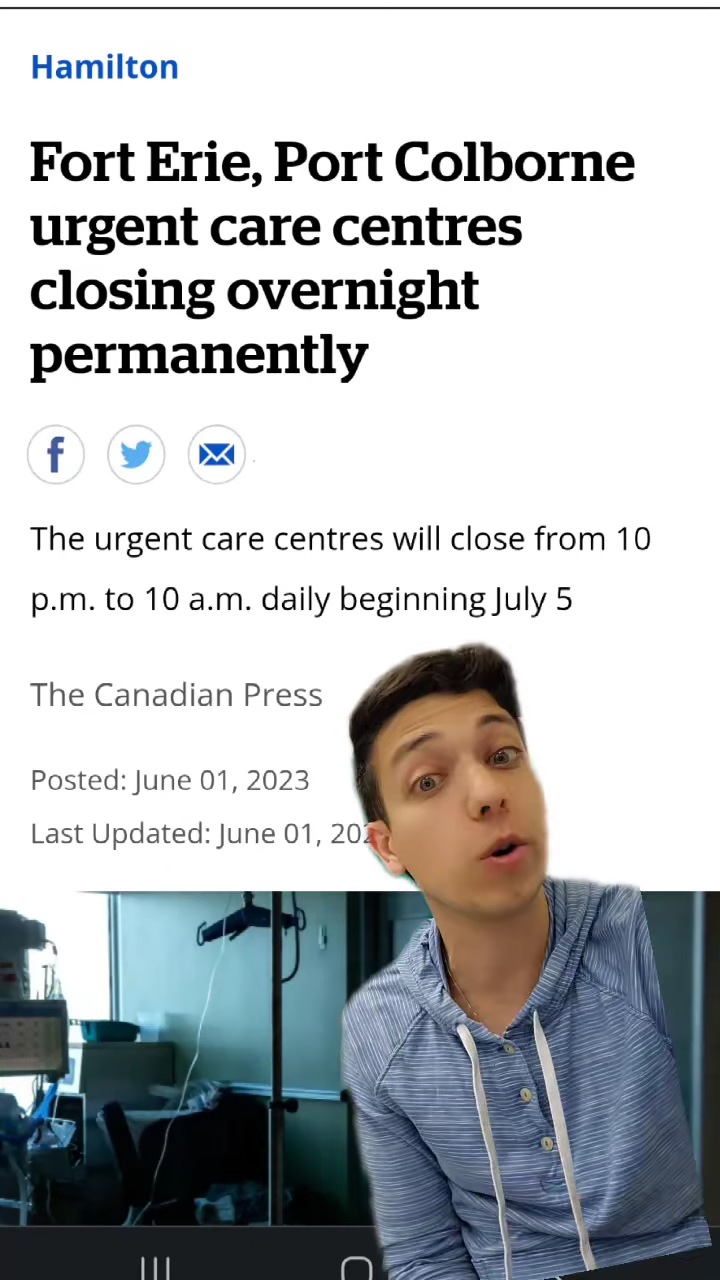 Hamilton
Fort Erie, Port Colborne
urgent care centres
closing overnight
permanently
The urgent care centres will close from 10
p.m. to 10 a.m. daily beginning July 5
The Canadian Press
Posted: June 01, 2023
Last Updated: June 01,